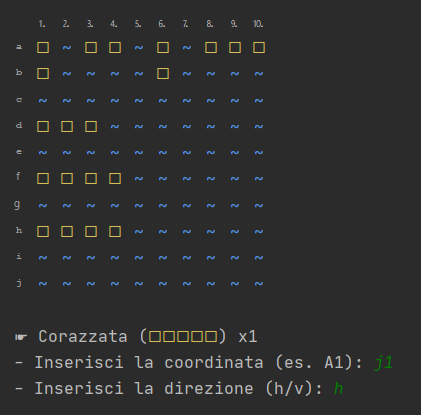 1. 2. 3. 4. 5. 6. 7. 8. 9. 10.
a □ ~ □ □ ~ □ ~ □ □ □
b □ ~ ~ ~ ~ □ ~ ~ ~ ~
c ~ ~ ~ ~ ~ ~ ~ ~ ~ ~
d □ □ □ ~ ~ ~ ~ ~ ~ ~
e ~ ~ ~ ~ ~ ~ ~ ~ ~ ~
f □ □ □ □ ~ ~ ~ ~ ~ ~
g ~ ~ ~ ~ ~ ~ ~ ~ ~ ~
h □ □ □ □ ~ ~ ~ ~ ~ ~
i ~ ~ ~ ~ ~ ~ ~ ~ ~ ~
j ~ ~ ~ ~ ~ ~ ~ ~ ~ ~
☛ Corazzata (□□□□□) x1
- Inserisci la coordinata (es. A1): j1
- Inserisci la direzione (h/v): h